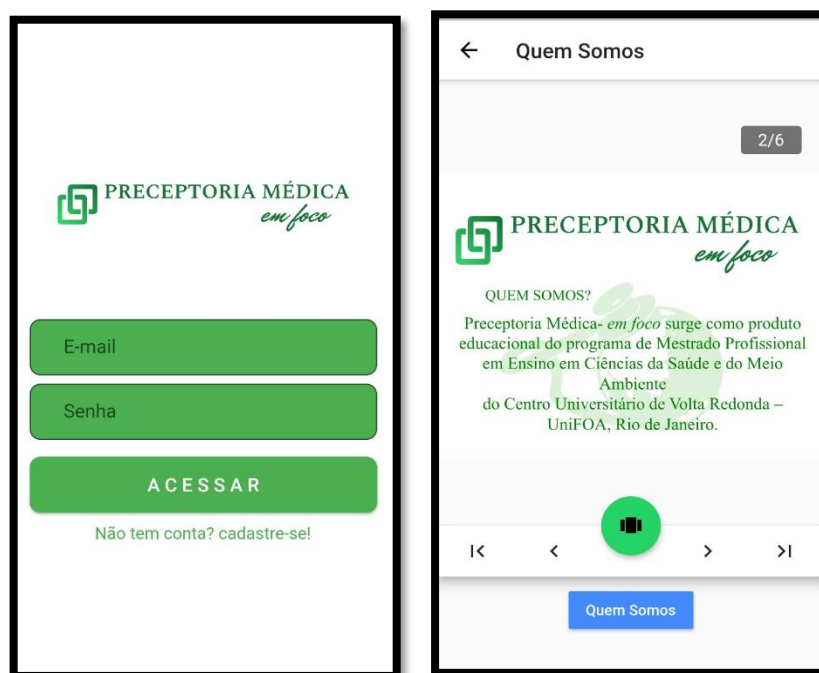 PRECEPTORIA MÉDICA
em foco
E-mail
Senha
ACESSAR
Não tem conta? cadastre-se!
Quem Somos
2/6
PRECEPTORIA MÉDICA
em foco
QUEM SOMOS?
Preceptoria Médica- em foco surge como produto
educacional do programa de Mestrado Profissional
em Ensino em Ciências da Saúde e do Meio
Ambiente
do Centro Universitário de Volta Redonda –
UniFOA, Rio de Janeiro.
Quem Somos